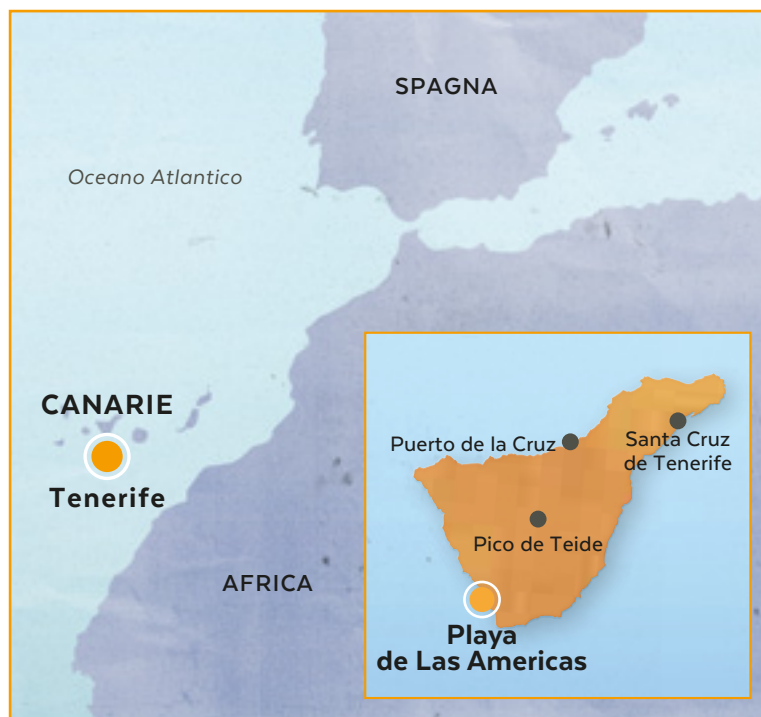 SPAGNA
Oceano Atlantico
CANARIE
Tenerife
AFRICA
Puerto de la Cruz
Santa Cruz
de Tenerife
Pico de Teide
Playa
de Las Americas